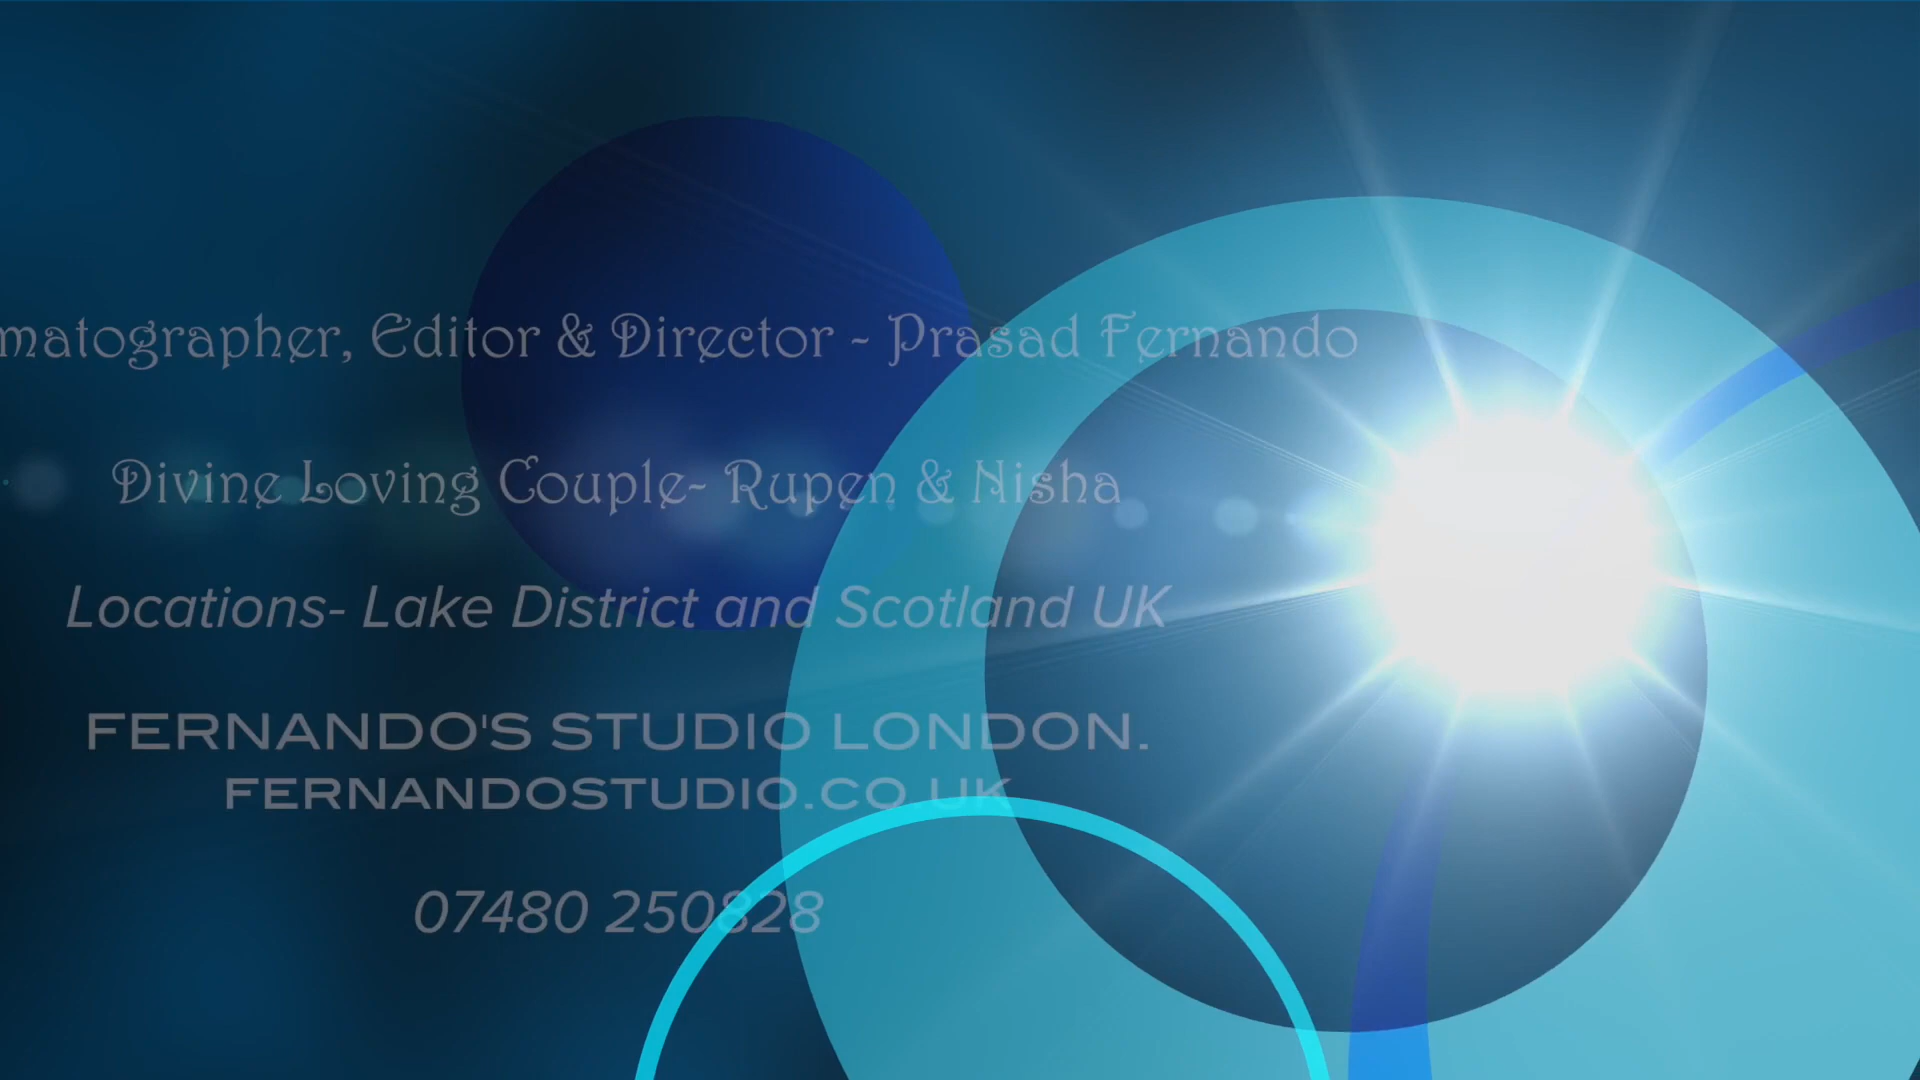 matographer, Editor & Director - Prasad Fernando
Divine Loving Couple- Rupen & Nisha
Locations- Lake District and Scotland UK
FERNANDO'S STUDIO LONDON.
FERNANDOSTUDIO.CO.UK
07480 250828